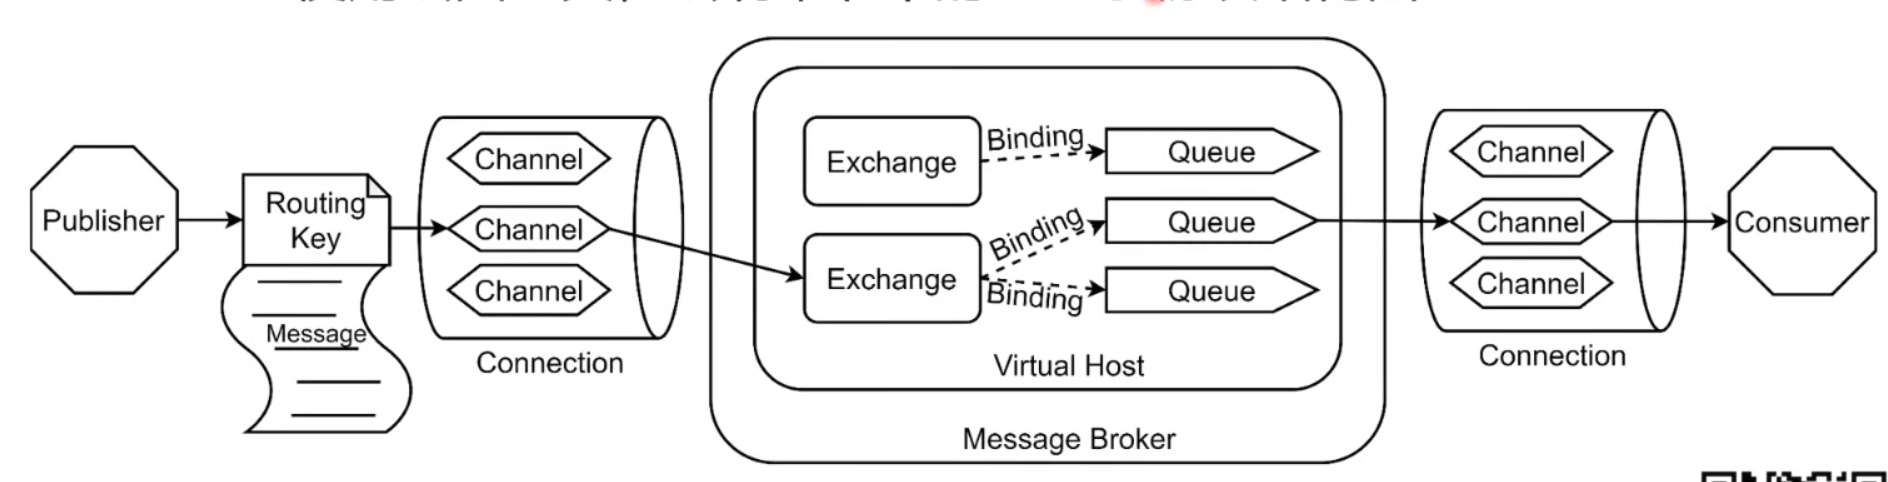 Publisher
Routing
Key
Message
Channel
Channel
Channel
Connection
Exchange
Exchange
Binding
Binding
Binding
Queue
Queue
Queue
Virtual Host
Message Broker
Channel
Channel
Channel
Connection
Consumer